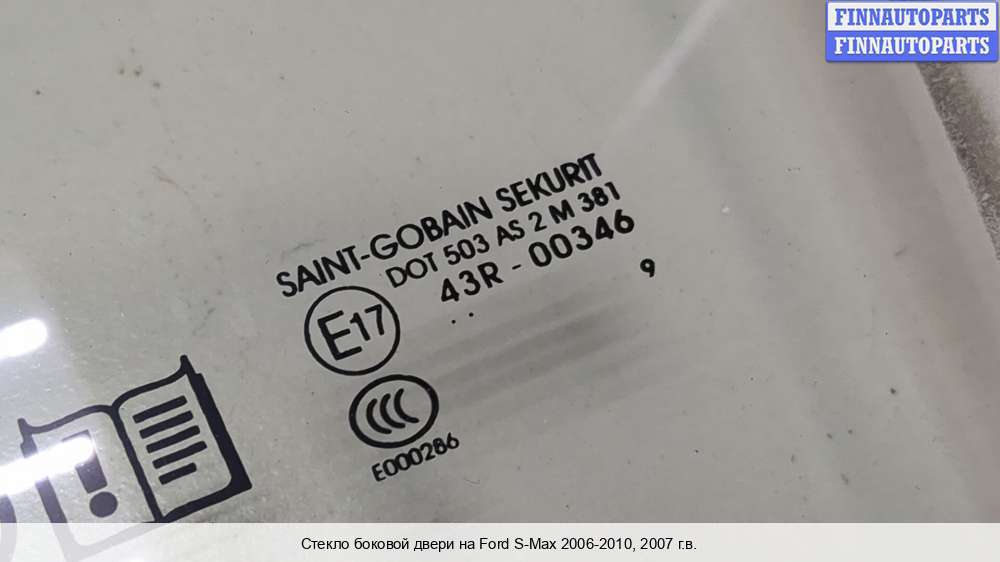 FINNAUTOPARTS
FINNAUTOPARTS
SAINT-GOBAIN SEKURIT
DOT 503 AS 2 M 381
43R - 00346
.. 9
E17
CCC
E000286
Стекло боковой двери на Ford S-Max 2006-2010, 2007 г.в.